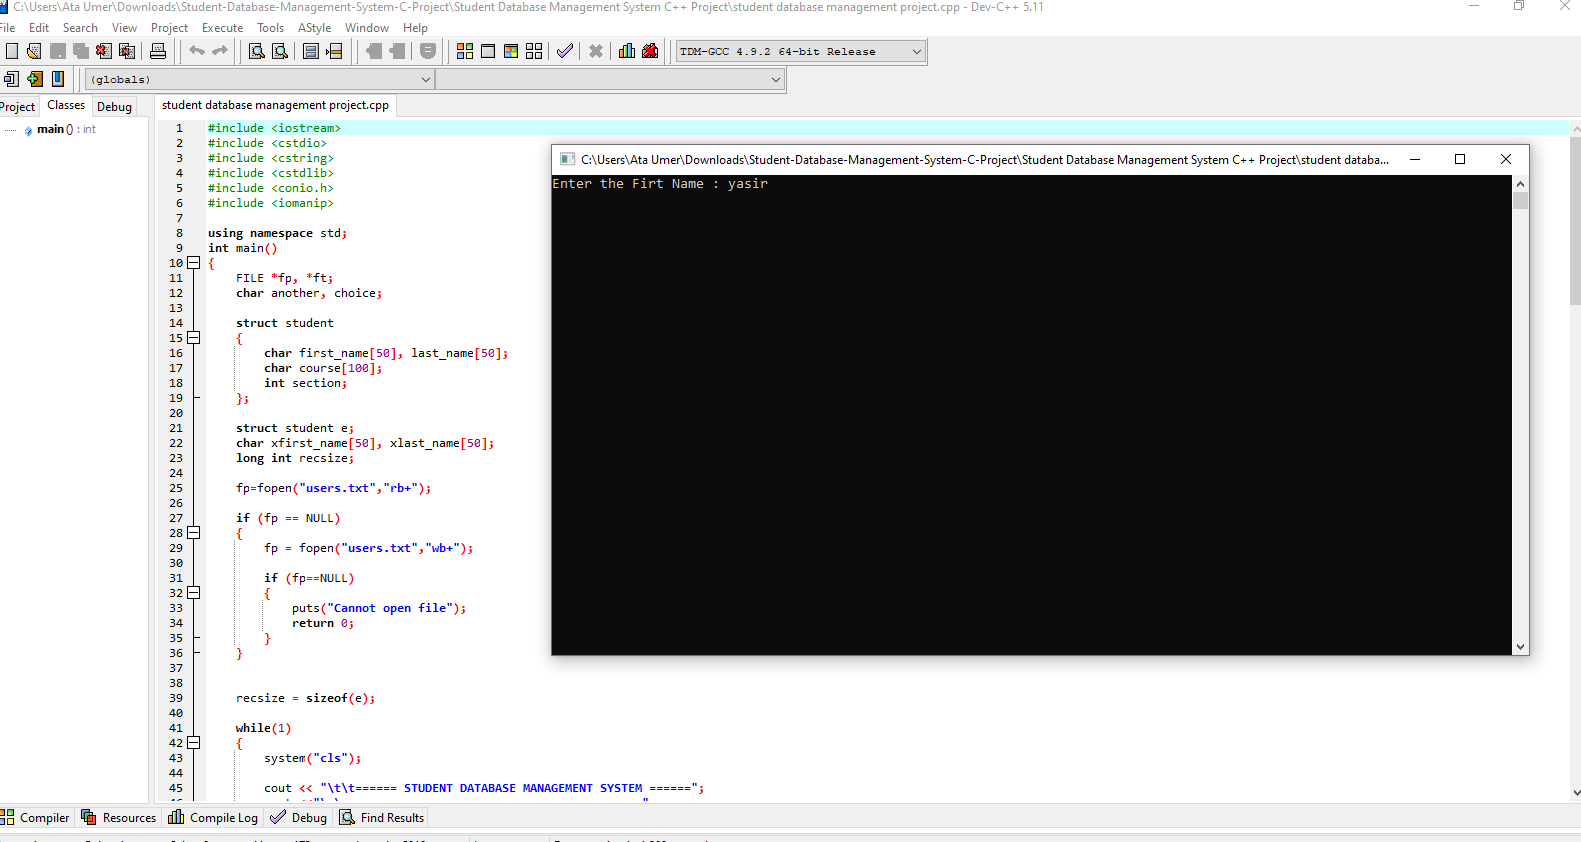 C:\Users\Ata Umer\Downloads\Student-Database-Management-System-C-Project\Student Database Management System C++ Project\student database management project.cpp - Dev-C++ 5.11
File Edit Search View Project Execute Tools AStyle Window Help
TDM-GCC 4.9.2 64-bit Release
(globals)
Project Classes Debug
student database management project.cpp
main () : int
1 #include <iostream>
2 #include <cstdio>
3 #include <cstring>
4 #include <cstdlib>
5 #include <conio.h>
6 #include <iomanip>
7
8 using namespace std;
9 int main()
10 {
11 FILE *fp, *ft;
12 char another, choice;
13
14 struct student
15 {
16 char first_name[50], last_name[50];
17 char course[100];
18 int section;
19 };
20
21 struct student e;
22 char xfirst_name[50], xlast_name[50];
23 long int recsize;
24
25 fp=fopen("users.txt","rb+");
26
27 if (fp == NULL)
28 {
29 fp = fopen("users.txt","wb+");
30
31 if (fp==NULL)
32 {
33 puts("Cannot open file");
34 return 0;
35 }
36 }
37
38
39 recsize = sizeof(e);
40
41 while(1)
42 {
43 system("cls");
44
45 cout << "\t\t====== STUDENT DATABASE MANAGEMENT SYSTEM ======";
C:\Users\Ata Umer\Downloads\Student-Database-Management-System-C-Project\Student Database Management System C++ Project\student databa...
Enter the Firt Name : yasir
Compiler Resources Compile Log Debug Find Results